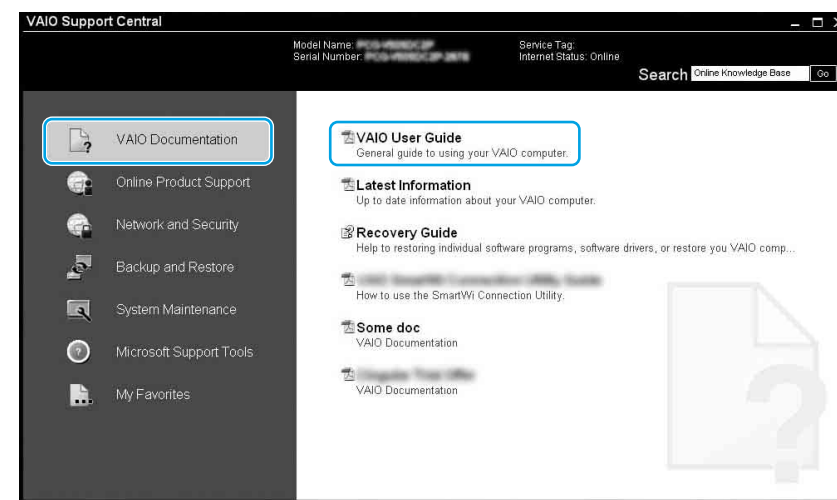 VAIO Support Central
Model Name:
Service Tag:
Serial Number:
Internet Status: Online
Search Online Knowledge Base Go
VAIO Documentation
Online Product Support
Network and Security
Backup and Restore
System Maintenance
Microsoft Support Tools
My Favorites
VAIO User Guide
General guide to using your VAIO computer.
Latest Information
Up to date information about your VAIO computer.
Recovery Guide
Help to restoring individual software programs, software drivers, or restore you VAIO comp...
How to use the SmartWi Connection Utility.
Some doc
VAIO Documentation
VAIO Documentation